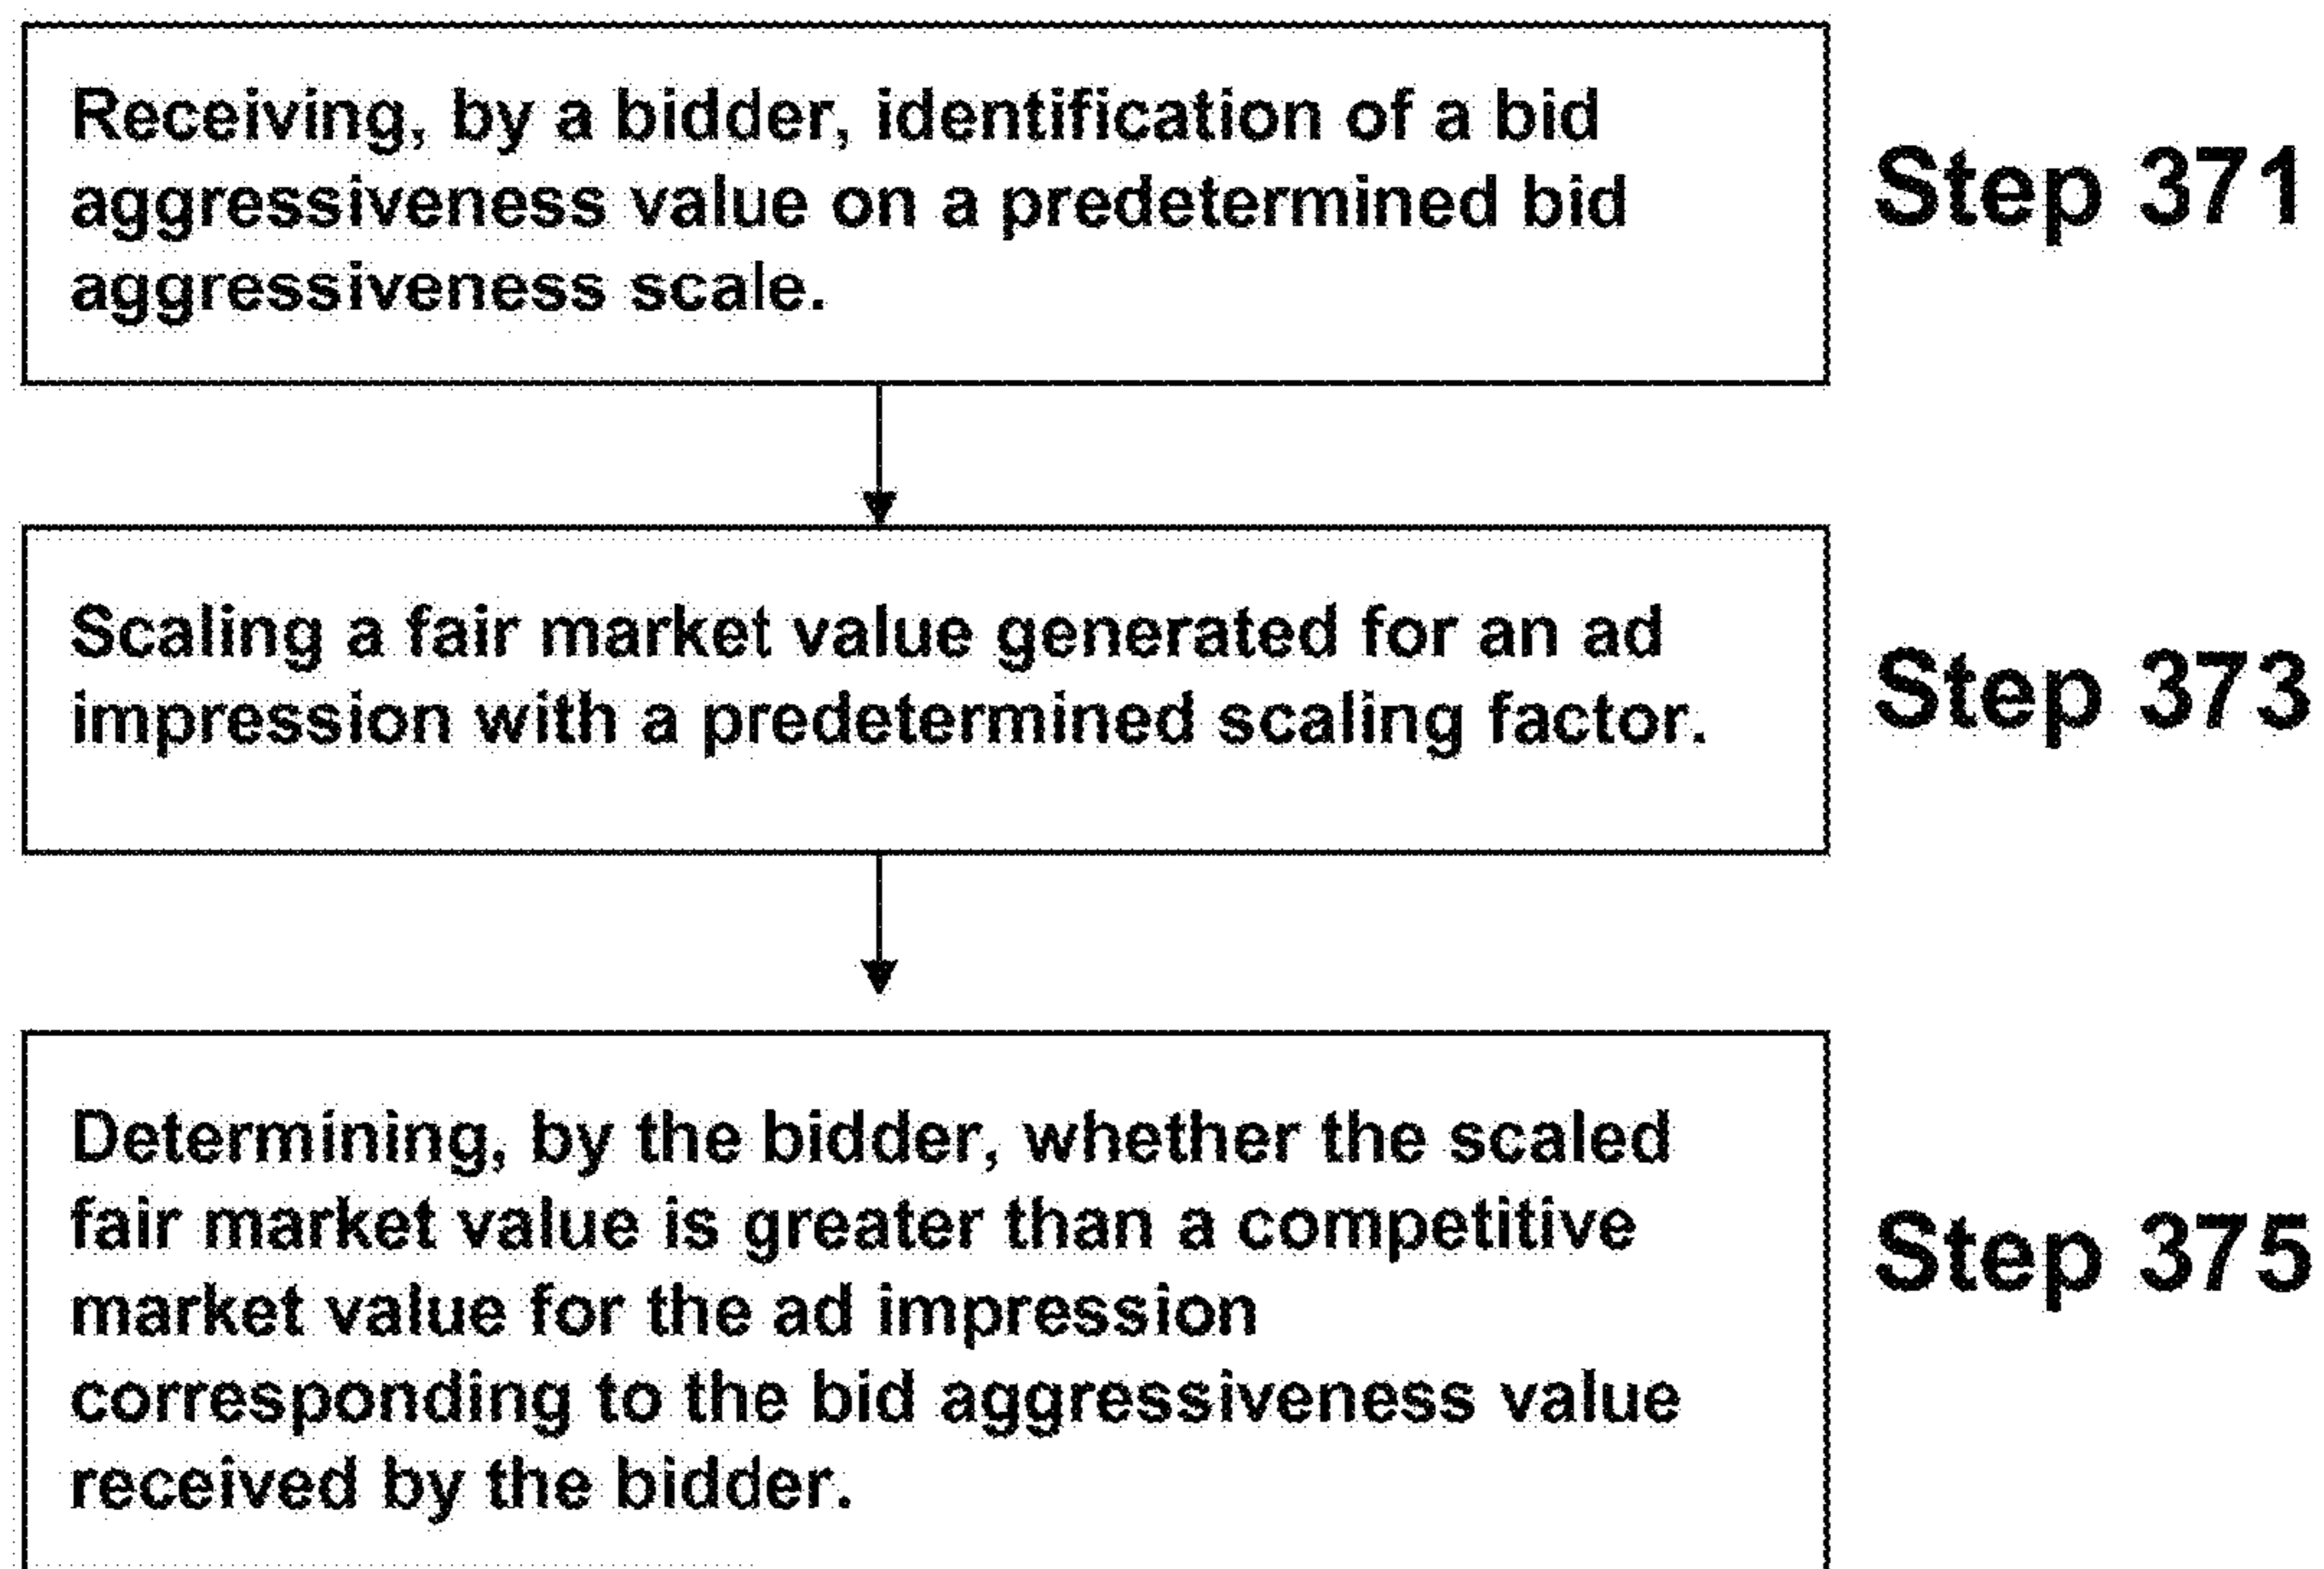 Receiving, by a bidder, identification of a bid
aggressiveness value on a predetermined bid
aggressiveness scale.
Step 371
Scaling a fair market value generated for an ad
impression with a predetermined scaling factor.
Step 373
Determining, by the bidder, whether the scaled
fair market value is greater than a competitive
market value for the ad impression
corresponding to the bid aggressiveness value
received by the bidder.
Step 375